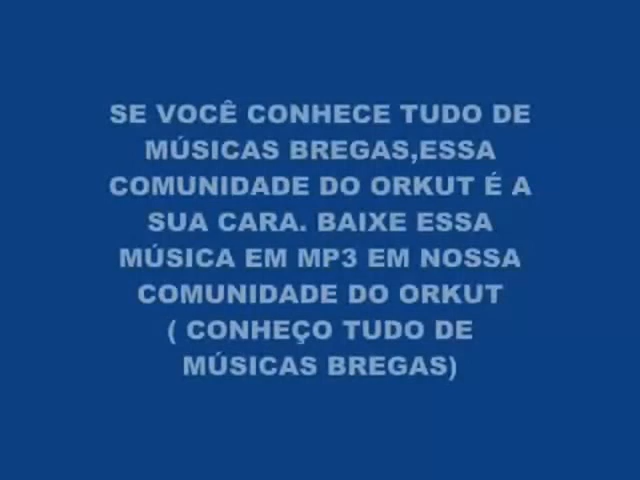 SE VOCÊ CONHECE TUDO DE
MÚSICAS BREGAS,ESSA
COMUNIDADE DO ORKUT É A
SUA CARA. BAIXE ESSA
MÚSICA EM MP3 EM NOSSA
COMUNIDADE DO ORKUT
( CONHEÇO TUDO DE
MÚSICAS BREGAS)